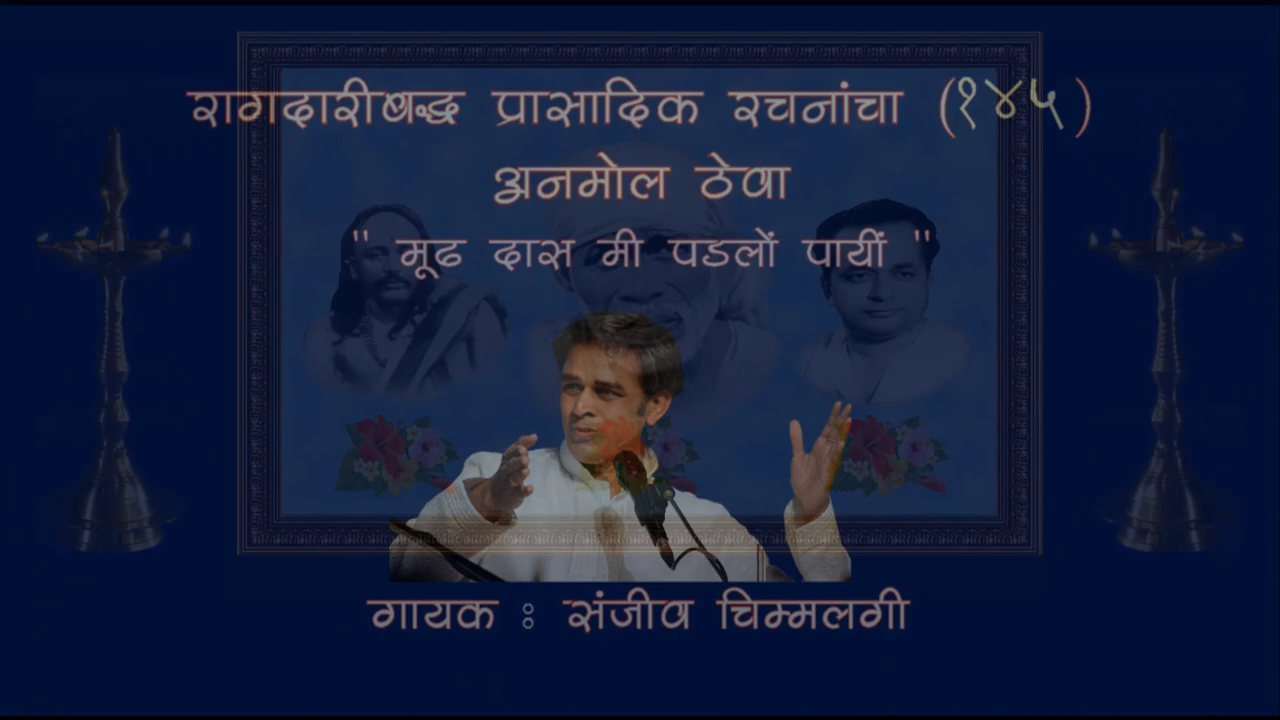 रागदारीबद्ध प्रासादिक रचनांचा (१४५)
अनमोल ठेवा
" मूढ दास मी पडलों पायीं "
गायक : संजीव चिम्मलगी